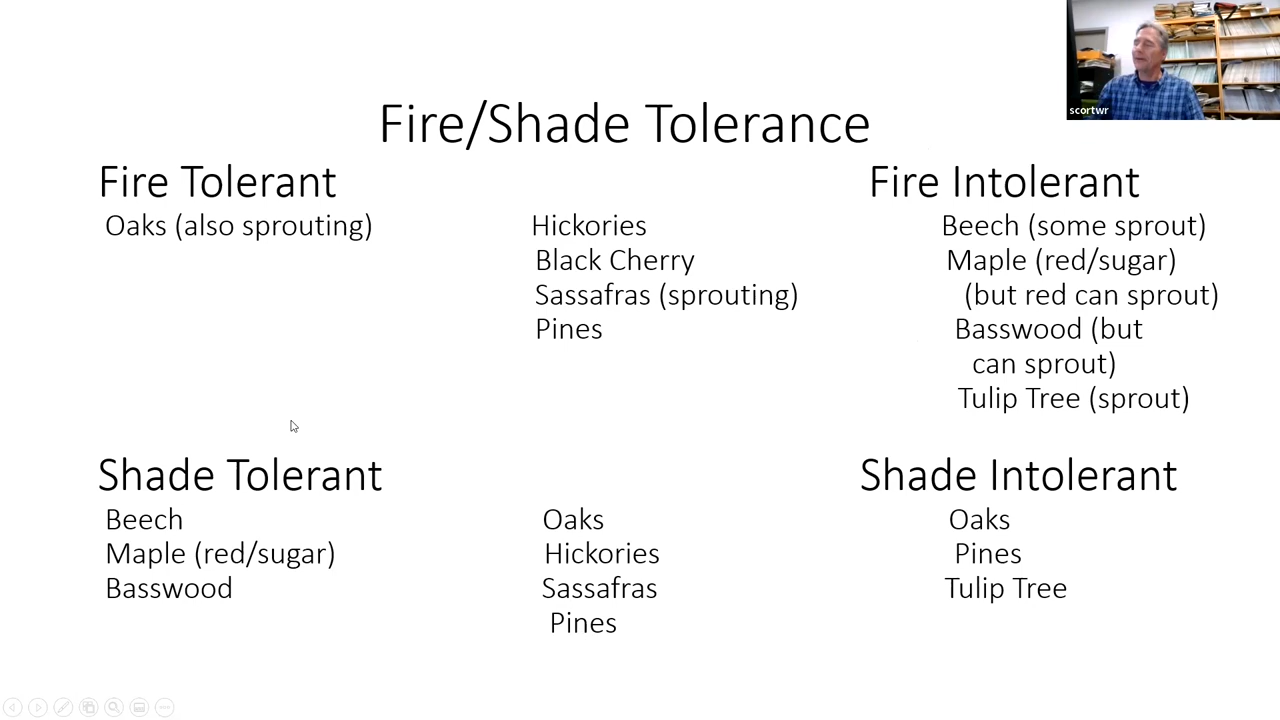 scortwr
Fire/Shade Tolerance
Fire Tolerant
Oaks (also sprouting)
Hickories
Black Cherry
Sassafras (sprouting)
Pines
Fire Intolerant
Beech (some sprout)
Maple (red/sugar)
(but red can sprout)
Basswood (but
can sprout)
Tulip Tree (sprout)
Shade Tolerant
Beech
Maple (red/sugar)
Basswood
Oaks
Hickories
Sassafras
Pines
Shade Intolerant
Oaks
Pines
Tulip Tree